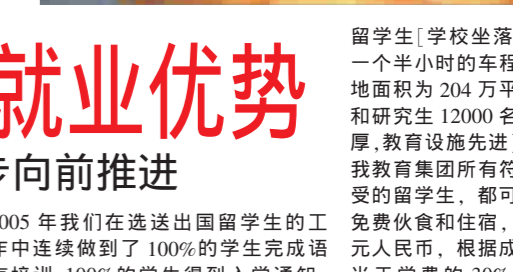 就业优势
向前推进
005 年我们在选送出国留学生的工
作中连续做到了 100%的学生完成语
留学生[学校坐落
一个半小时的车程
地面积为 204 万平
和研究生 12000 名
厚,教育设施先进]
我教育集团所有符
受的留学生，都可
免费伙食和住宿，
元人民币，根据成